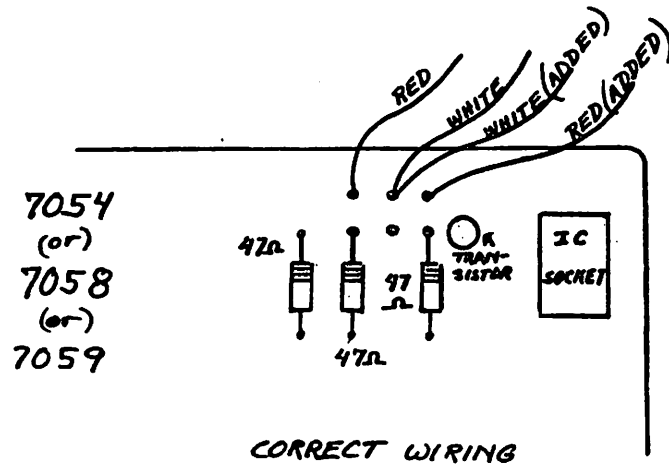 RED
WHITE
WHITE (ADDED)
RED (ADDED)
7054
(or)
7058
(or)
7059
47Ω
47
Ω
47Ω
TRAN-
SISTOR
IC
SOCKET
CORRECT WIRING